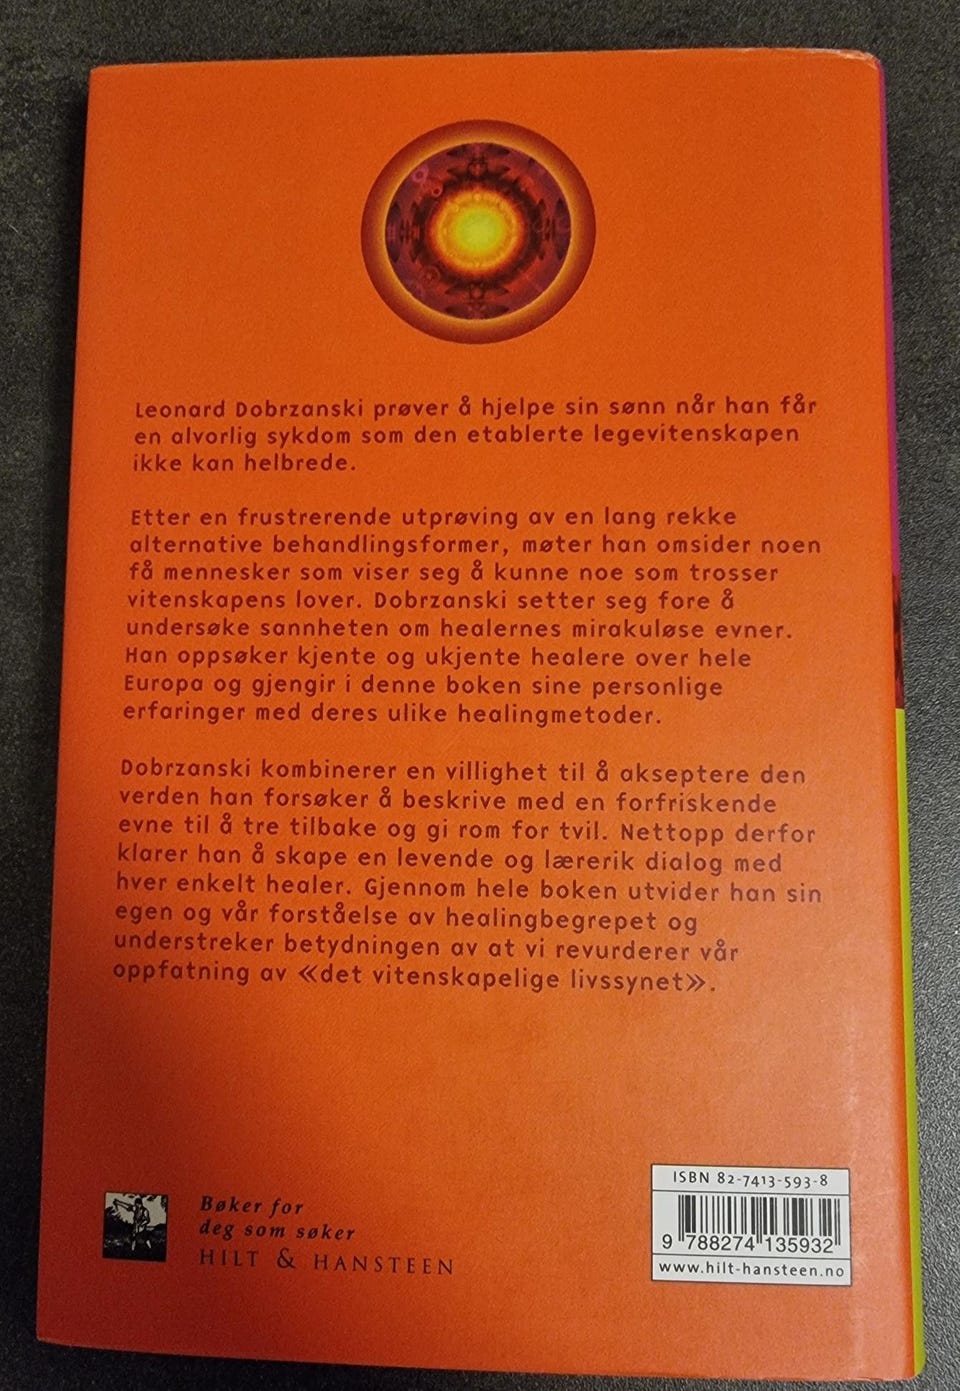 Leonard Dobrzanski prøver å hjelpe sin sønn når han får
en alvorlig sykdom som den etablerte legevitenskapen
ikke kan helbrede.
Etter en frustrerende utprøving av en lang rekke
alternative behandlingsformer, møter han omsider noen
få mennesker som viser seg å kunne noe som trosser
vitenskapens lover. Dobrzanski setter seg fore å
undersøke sannheten om healernes mirakuløse evner.
Han oppsøker kjente og ukjente healere over hele
Europa og gjengir i denne boken sine personlige
erfaringer med deres ulike healingmetoder.
Dobrzanski kombinerer en villighet til å akseptere den
verden han forsøker å beskrive med en forfriskende
evne til å tre tilbake og gi rom for tvil. Nettopp derfor
klarer han å skape en levende og lærerik dialog med
hver enkelt healer. Gjennom hele boken utvider han sin
egen og vår forståelse av healingbegrepet og
understreker betydningen av at vi revurderer vår
oppfatning av «det vitenskapelige livssynet».
Bøker for
deg som søker
HILT & HANSTEEN
ISBN 82-7413-593-8
9 788274 135932
www.hilt-hansteen.no